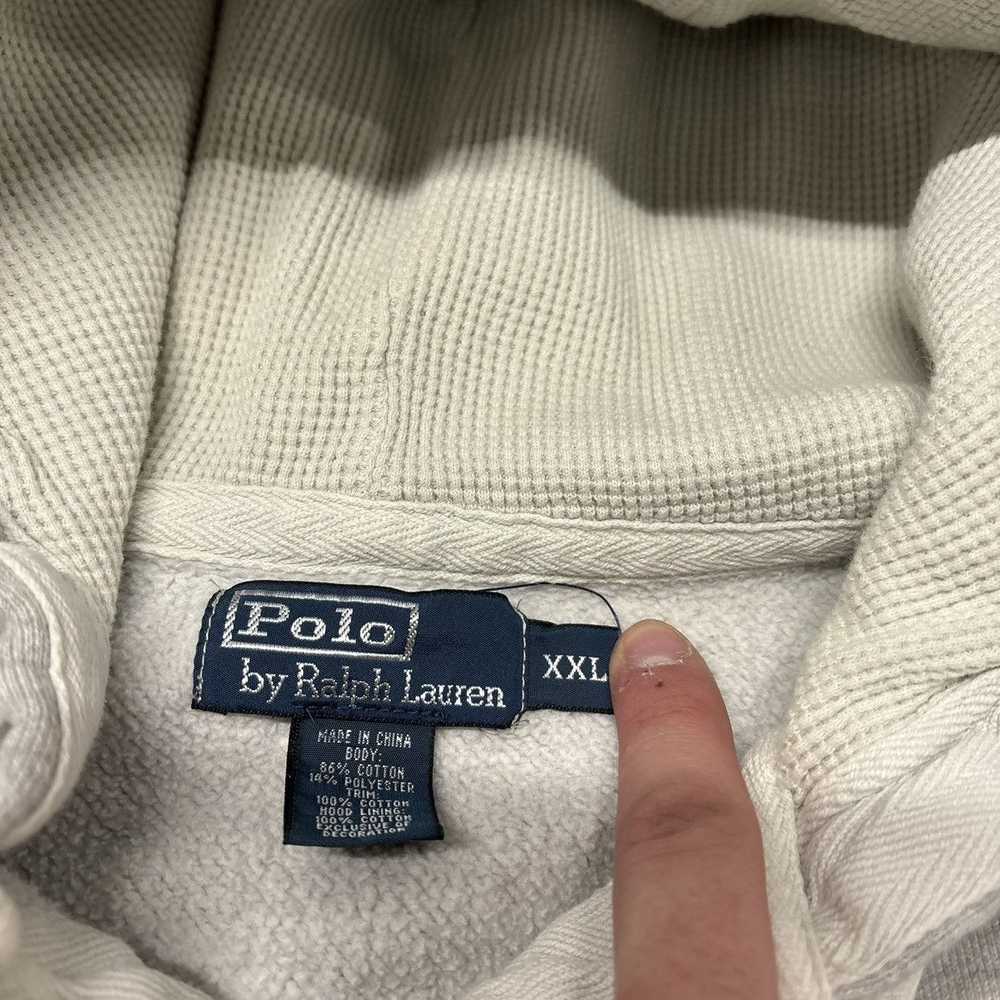 Polo
by Ralph Lauren
XXL
MADE IN CHINA
BODY:
86% COTTON
14% POLYESTER
TRIM:
100% COTTON
HOOD LINING:
100% COTTON
EXCLUSIVE OF
DECORATION